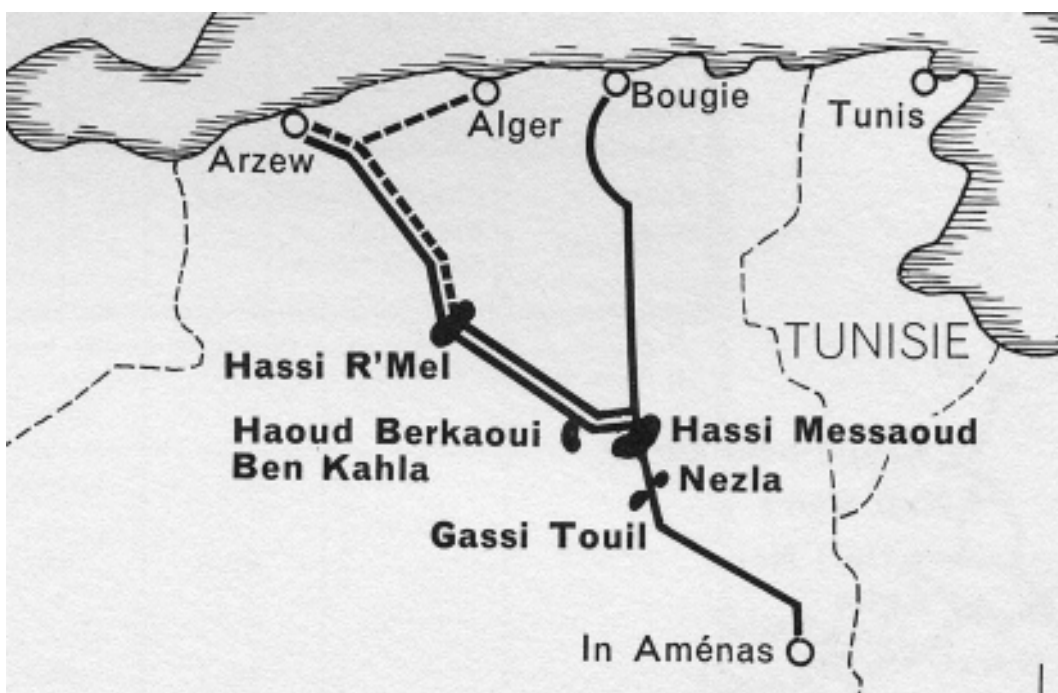 Bougie
Alger
Tunis
Arzew
TUNISIE
Hassi R'Mel
Haoud Berkaoui
Ben Kahla
Hassi Messaoud
Nezla
Gassi Touil
In Aménas